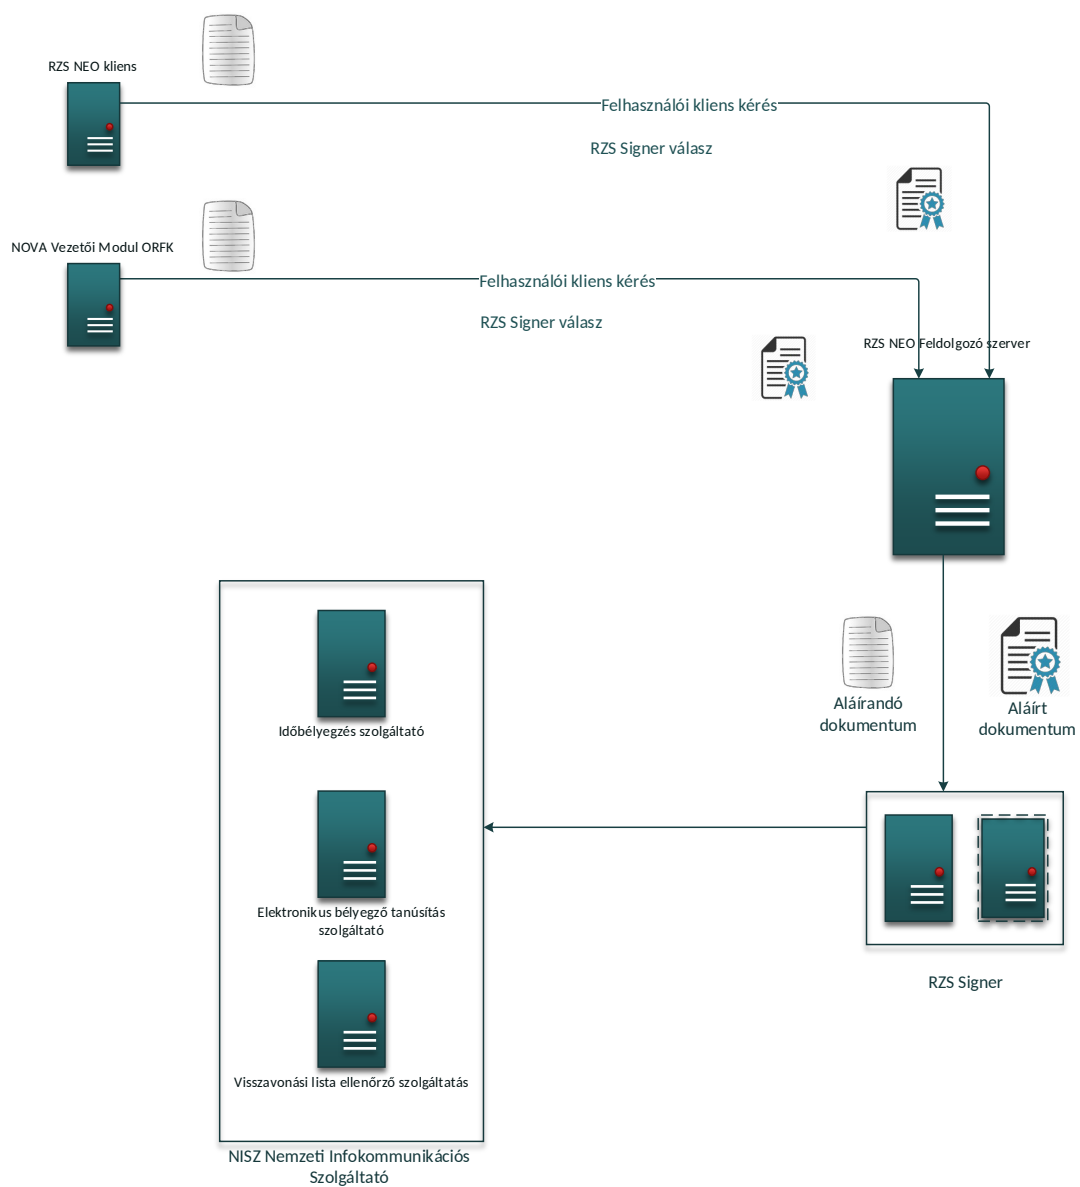 RZS NEO kliens
Felhasználói kliens kérés
RZS Signer válasz
NOVA Vezetői Modul ORFK
Felhasználói kliens kérés
RZS Signer válasz
RZS NEO Feldolgozó szerver
Aláírandó
dokumentum
Aláírt
dokumentum
Időbélyegzés szolgáltató
Elektronikus bélyegző tanúsítás
szolgáltató
RZS Signer
Visszavonási lista ellenőrző szolgáltatás
NISZ Nemzeti Infokommunikációs
Szolgáltató